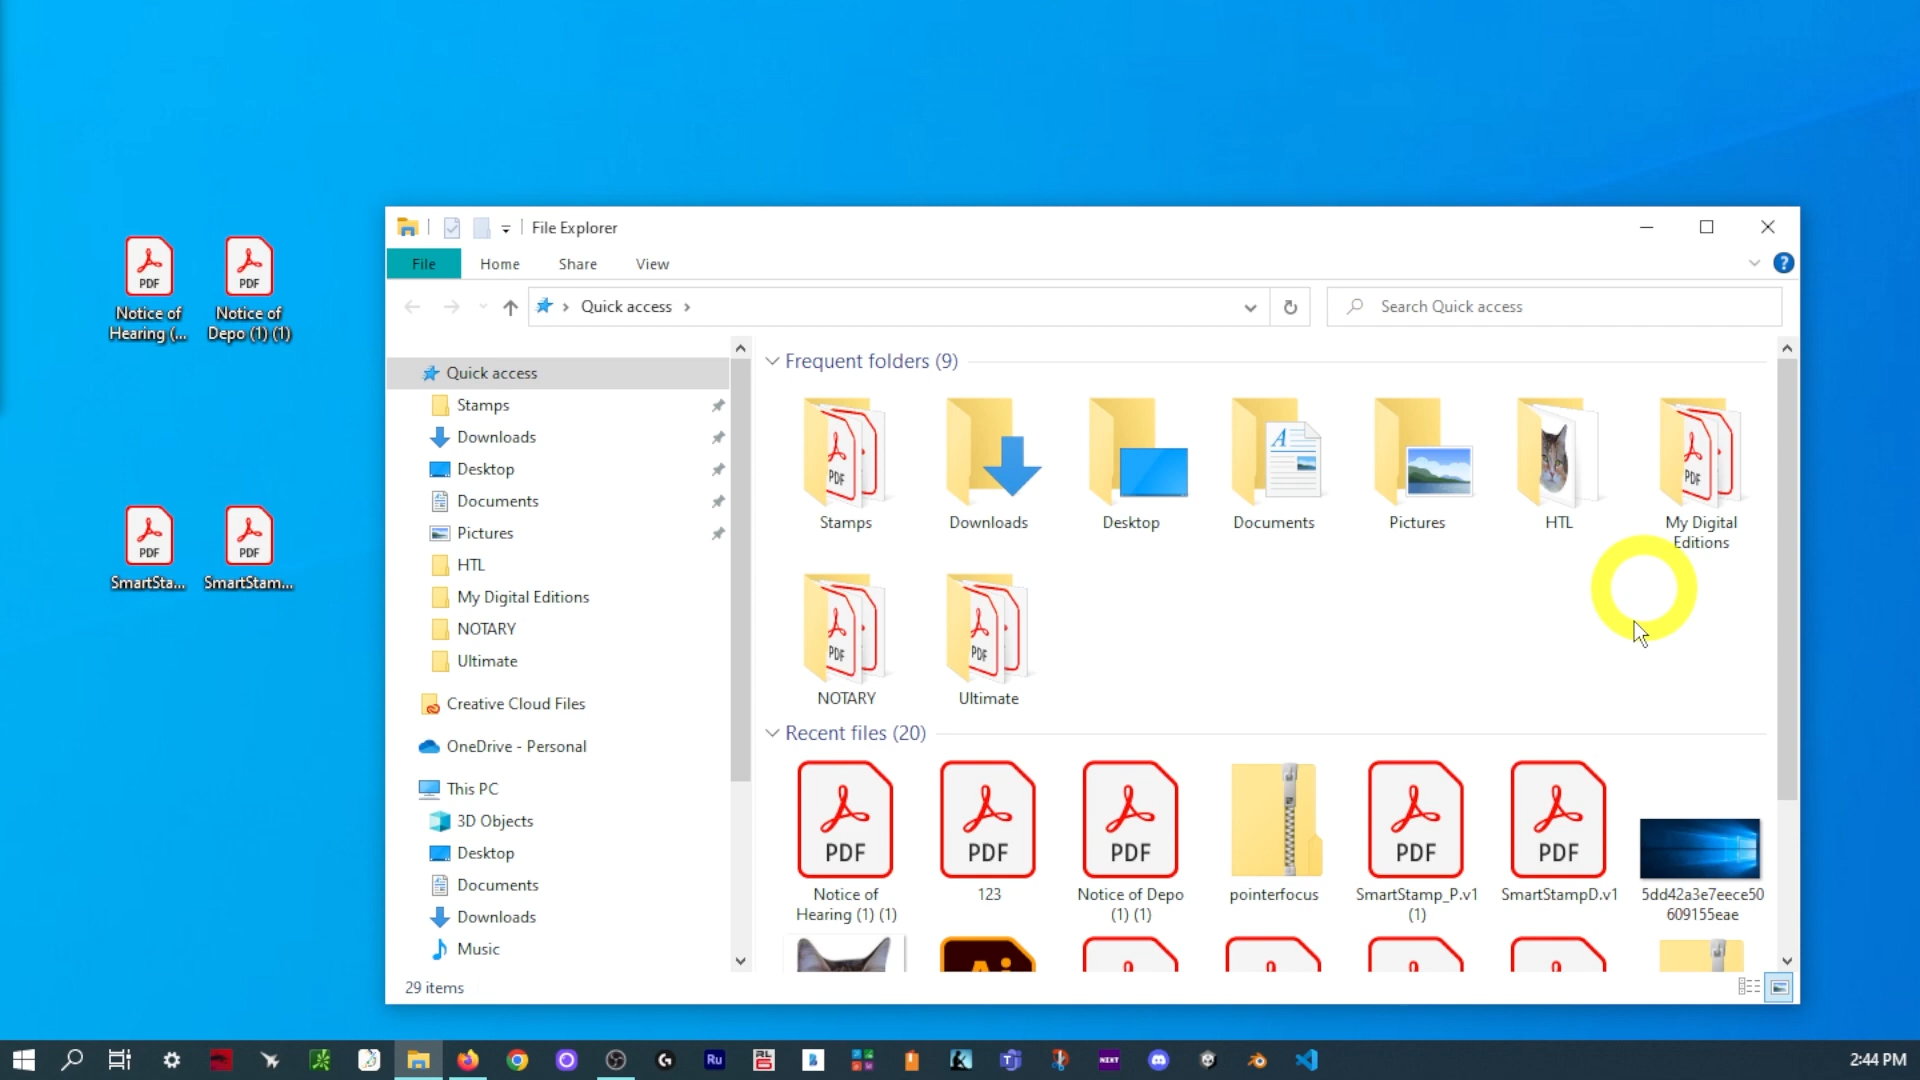 PDF
PDF
Notice of
Hearing (...
Notice of
Depo (1) (1)
PDF
PDF
SmartSta...
SmartStam...
File Explorer
File
Home
Share
View
?
Quick access
Search Quick access
Quick access
Stamps
Downloads
Desktop
Documents
Pictures
HTL
My Digital Editions
NOTARY
Ultimate
Creative Cloud Files
OneDrive - Personal
This PC
3D Objects
Desktop
Documents
Downloads
Music
Frequent folders (9)
PDF
A
PDF
Stamps
Downloads
Desktop
Documents
Pictures
HTL
My Digital
Editions
PDF
PDF
NOTARY
Ultimate
Recent files (20)
PDF
PDF
PDF
PDF
PDF
Notice of
Hearing (1) (1)
123
Notice of Depo
(1) (1)
pointerfocus
SmartStamp_P.v1
(1)
SmartStampD.v1
5dd42a3e7eece50
609155eae
Ai
29 items
Ru
NEXT
2:44 PM